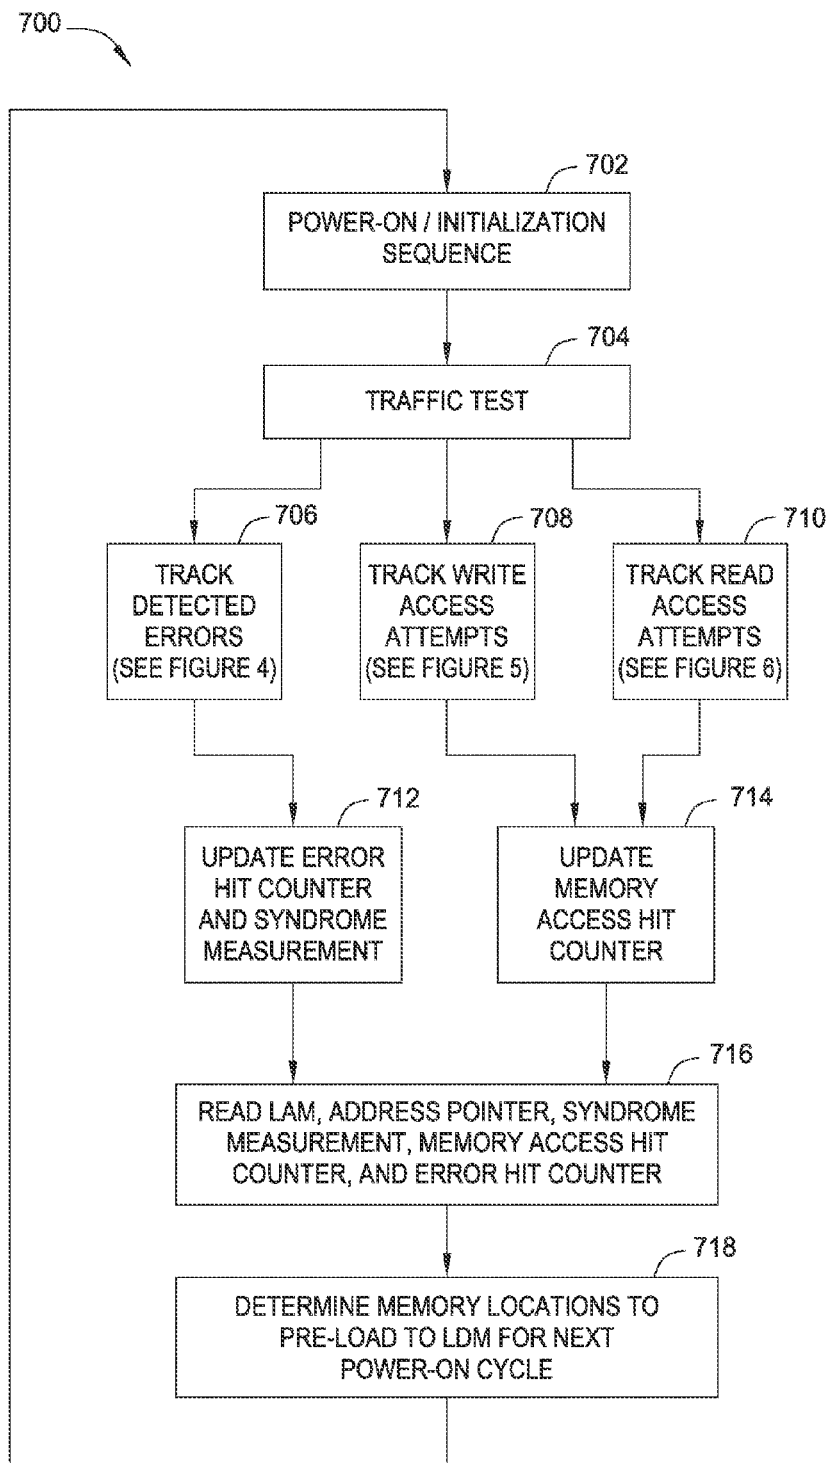 700
702
POWER-ON / INITIALIZATION
SEQUENCE
704
TRAFFIC TEST
706
TRACK
DETECTED
ERRORS
(SEE FIGURE 4)
708
TRACK WRITE
ACCESS
ATTEMPTS
(SEE FIGURE 5)
710
TRACK READ
ACCESS
ATTEMPTS
(SEE FIGURE 6)
712
UPDATE ERROR
HIT COUNTER
AND SYNDROME
MEASUREMENT
714
UPDATE
MEMORY
ACCESS HIT
COUNTER
716
READ LAM, ADDRESS POINTER, SYNDROME
MEASUREMENT, MEMORY ACCESS HIT
COUNTER, AND ERROR HIT COUNTER
718
DETERMINE MEMORY LOCATIONS TO
PRE-LOAD TO LDM FOR NEXT
POWER-ON CYCLE